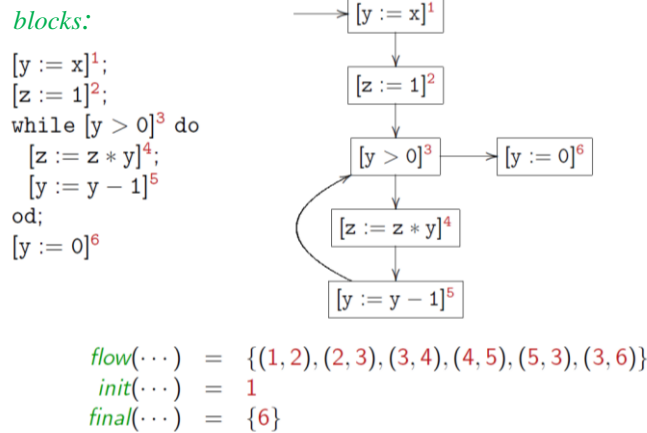 blocks:
[y := x]¹;
[z := 1]²;
while [y > 0]³ do
[z := z * y]⁴;
[y := y − 1]⁵
od;
[y := 0]⁶
[y := x]¹
[z := 1]²
[y > 0]³
[y := 0]⁶
[z := z * y]⁴
[y := y − 1]⁵
flow(···) = {(1, 2), (2, 3), (3, 4), (4, 5), (5, 3), (3, 6)}
init(···) = 1
final(···) = {6}